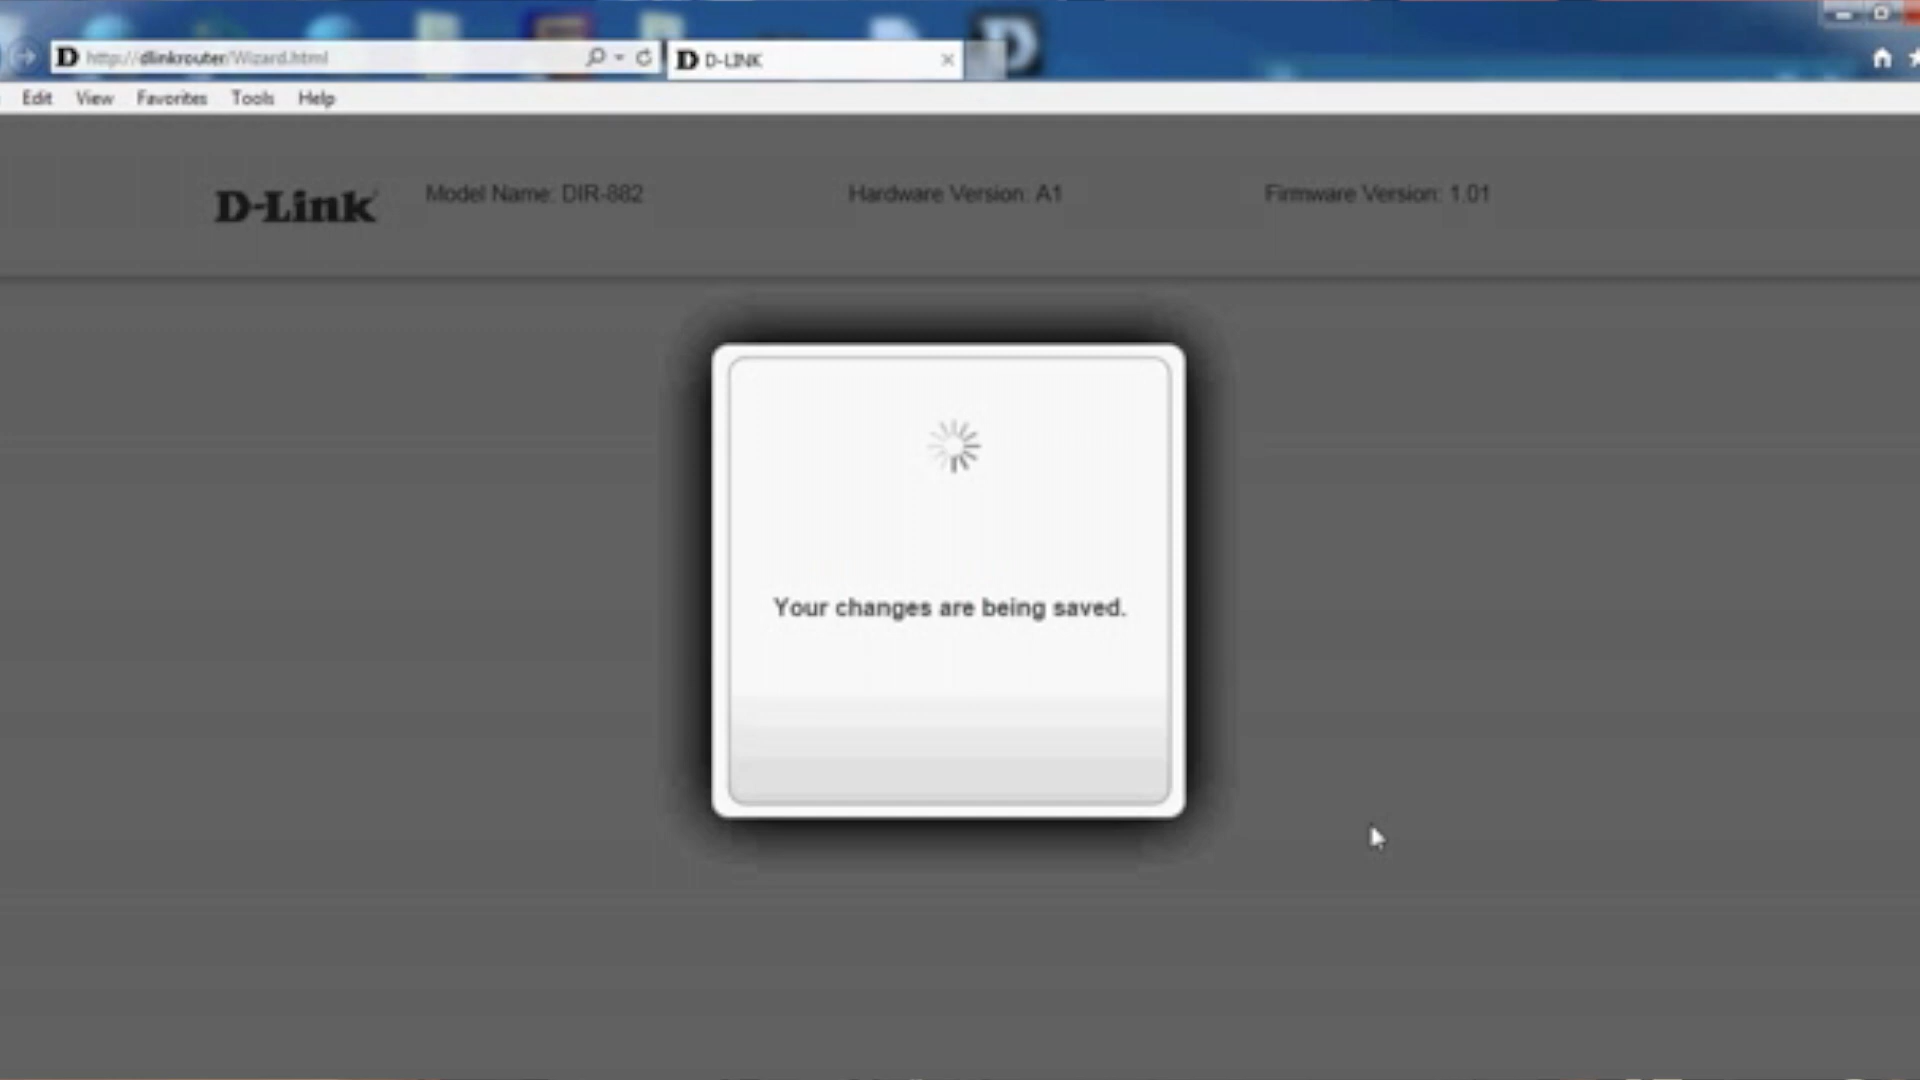 http://dlinkrouter/Wizard.html
D-LINK
Edit View Favorites Tools Help
D-Link
Model Name: DIR-882
Hardware Version: A1
Firmware Version: 1.01
Your changes are being saved.